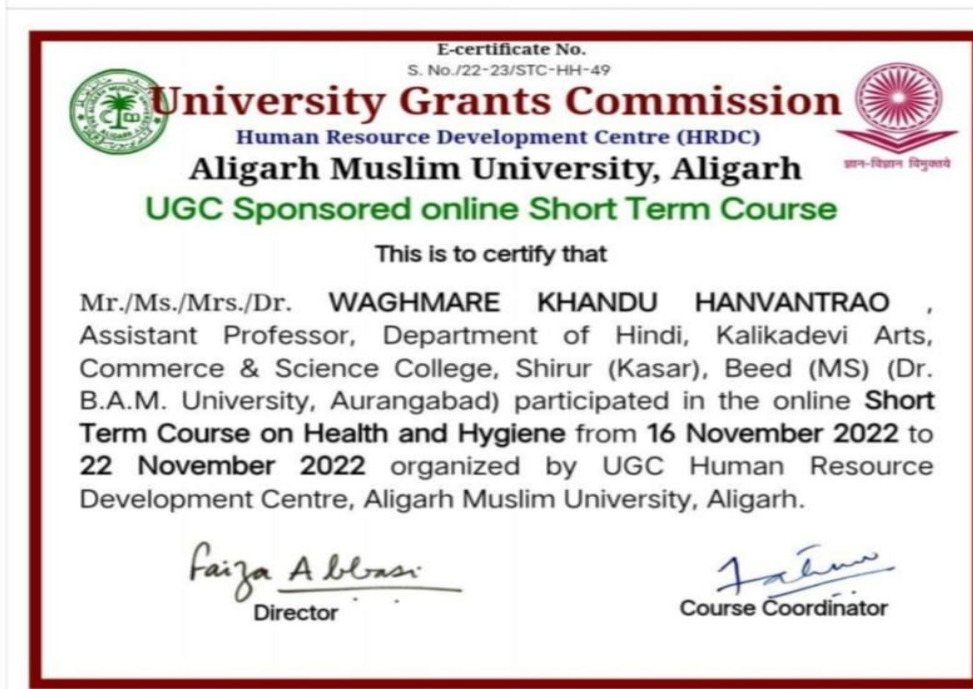 E-certificate No.
S. No./22-23/STC-HH-49
University Grants Commission
Human Resource Development Centre (HRDC)
Aligarh Muslim University, Aligarh
ज्ञान-विज्ञान विमुक्तये
UGC Sponsored online Short Term Course
This is to certify that
Mr./Ms./Mrs./Dr. WAGHMARE KHANDU HANVANTRAO ,
Assistant Professor, Department of Hindi, Kalikadevi Arts,
Commerce & Science College, Shirur (Kasar), Beed (MS) (Dr.
B.A.M. University, Aurangabad) participated in the online Short
Term Course on Health and Hygiene from 16 November 2022 to
22 November 2022 organized by UGC Human Resource
Development Centre, Aligarh Muslim University, Aligarh.
Faiza Abbasi
Director
Course Coordinator